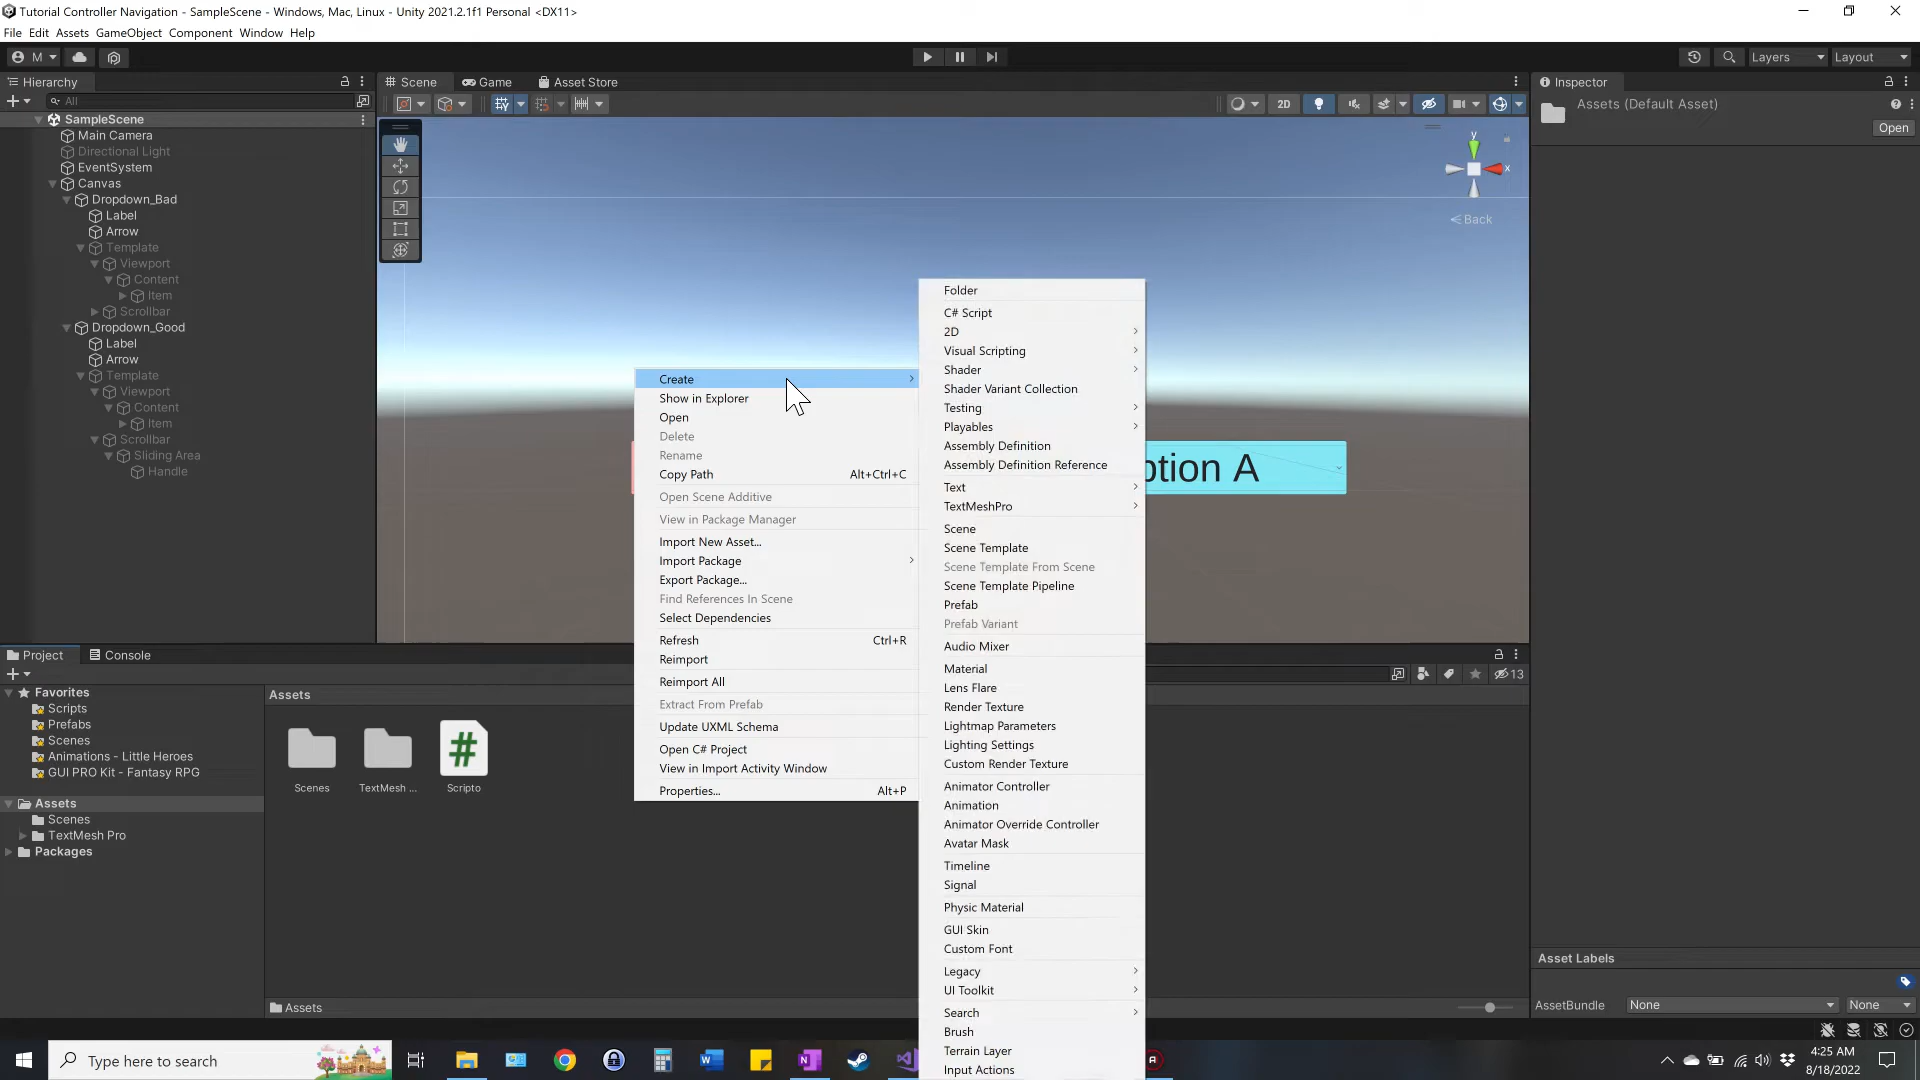 Tutorial Controller Navigation - SampleScene - Windows, Mac, Linux - Unity 2021.2.1f1 Personal <DX11>
File Edit Assets GameObject Component Window Help
M
Layers
Layout
Hierarchy
Scene
Game
Asset Store
Inspector
All
2D
Assets (Default Asset)
Open
SampleScene
Main Camera
Directional Light
EventSystem
Canvas
Dropdown_Bad
Label
Arrow
Template
Viewport
Content
Item
Scrollbar
Dropdown_Good
Label
Arrow
Template
Viewport
Content
Item
Scrollbar
Sliding Area
Handle
y
x
Back
ption A
Create
Show in Explorer
Open
Delete
Rename
Copy Path Alt+Ctrl+C
Open Scene Additive
View in Package Manager
Import New Asset...
Import Package
Export Package...
Find References In Scene
Select Dependencies
Refresh Ctrl+R
Reimport
Reimport All
Extract From Prefab
Update UXML Schema
Open C# Project
View in Import Activity Window
Properties... Alt+P
Folder
C# Script
2D
Visual Scripting
Shader
Shader Variant Collection
Testing
Playables
Assembly Definition
Assembly Definition Reference
Text
TextMeshPro
Scene
Scene Template
Scene Template From Scene
Scene Template Pipeline
Prefab
Prefab Variant
Audio Mixer
Material
Lens Flare
Render Texture
Lightmap Parameters
Lighting Settings
Custom Render Texture
Animator Controller
Animation
Animator Override Controller
Avatar Mask
Timeline
Signal
Physic Material
GUI Skin
Custom Font
Legacy
UI Toolkit
Search
Brush
Terrain Layer
Input Actions
Project
Console
13
Favorites
Scripts
Prefabs
Scenes
Animations - Little Heroes
GUI PRO Kit - Fantasy RPG
Assets
Scenes
TextMesh Pro
Packages
Assets
Scenes
TextMesh ...
#
Scripto
Assets
Asset Labels
AssetBundle None None
Type here to search
4:25 AM
8/18/2022